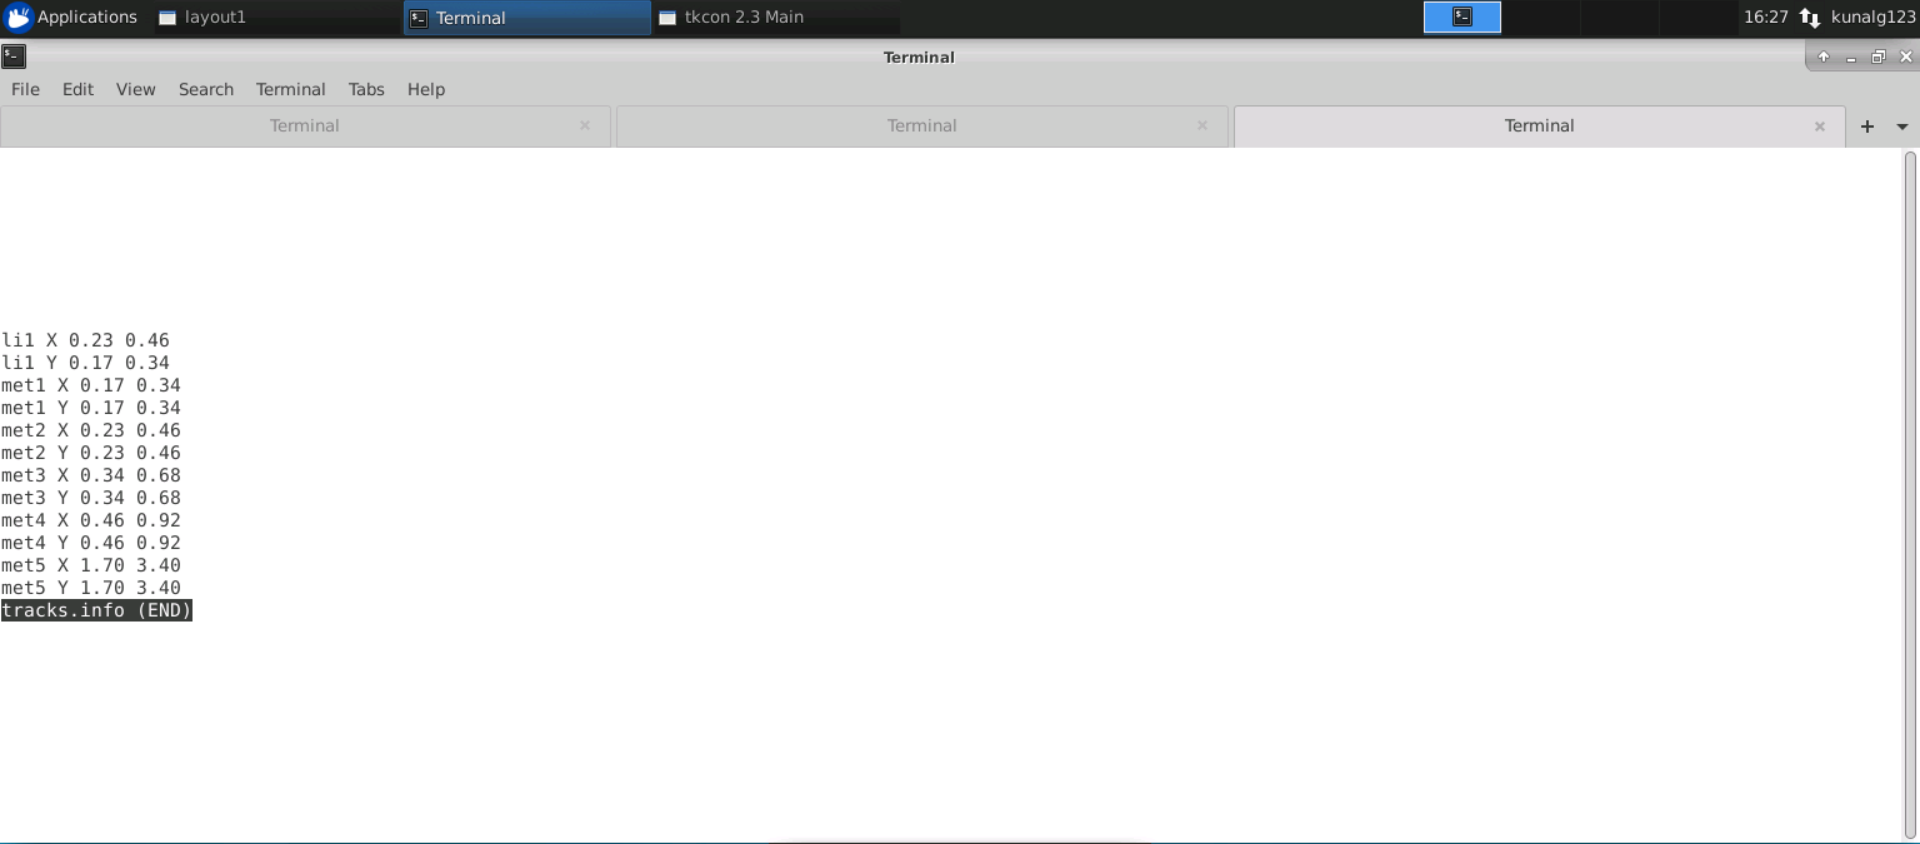 Applications layout1 Terminal tkcon 2.3 Main 16:27 kunalg123
Terminal
File Edit View Search Terminal Tabs Help
Terminal Terminal Terminal
li1 X 0.23 0.46
li1 Y 0.17 0.34
met1 X 0.17 0.34
met1 Y 0.17 0.34
met2 X 0.23 0.46
met2 Y 0.23 0.46
met3 X 0.34 0.68
met3 Y 0.34 0.68
met4 X 0.46 0.92
met4 Y 0.46 0.92
met5 X 1.70 3.40
met5 Y 1.70 3.40
tracks.info (END)